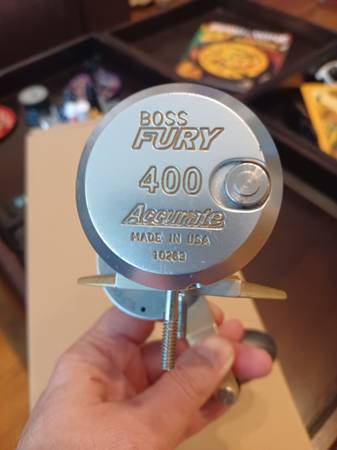 BOSS
FURY
400
Accurate
MADE IN USA
10263